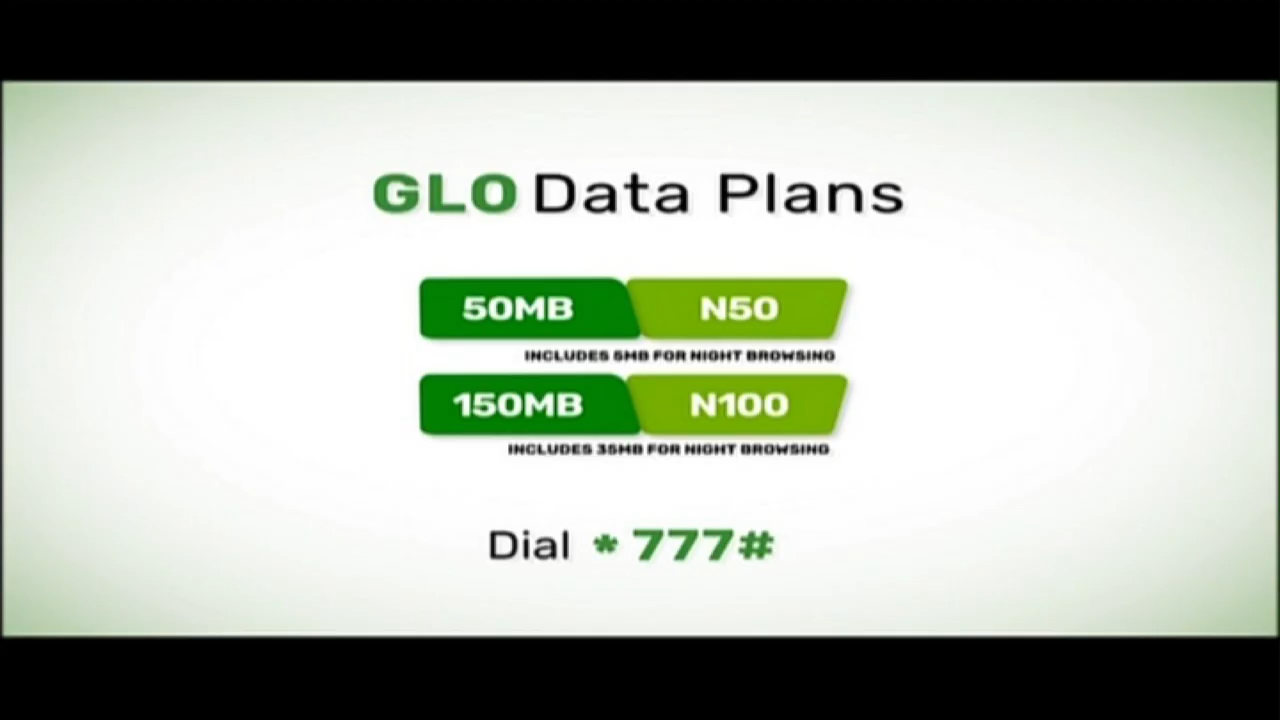 GLO Data Plans
50MB N50
INCLUDES 5MB FOR NIGHT BROWSING
150MB N100
INCLUDES 35MB FOR NIGHT BROWSING
Dial *777#